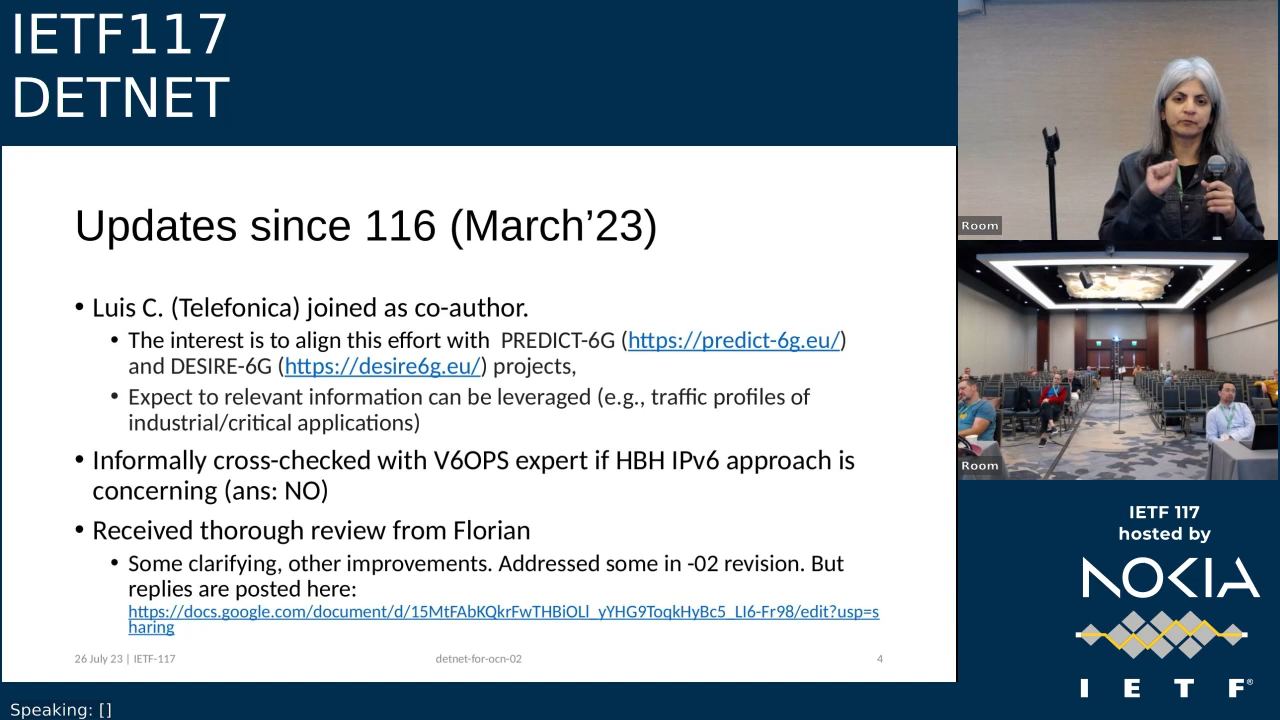 IETF117
DETNET
Updates since 116 (March’23)
• Luis C. (Telefonica) joined as co-author.
• The interest is to align this effort with PREDICT-6G (https://predict-6g.eu/)
and DESIRE-6G (https://desire6g.eu/) projects,
• Expect to relevant information can be leveraged (e.g., traffic profiles of
industrial/critical applications)
• Informally cross-checked with V6OPS expert if HBH IPv6 approach is
concerning (ans: NO)
• Received thorough review from Florian
• Some clarifying, other improvements. Addressed some in -02 revision. But
replies are posted here:
https://docs.google.com/document/d/15MtFAbKQkrFwTHBiOLl_yYHG9ToqkHyBc5_LI6-Fr98/edit?usp=s
haring
26 July 23 | IETF-117
detnet-for-ocn-02
4
Room
Room
IETF 117
hosted by
NOKIA
I E T F®
Speaking: []